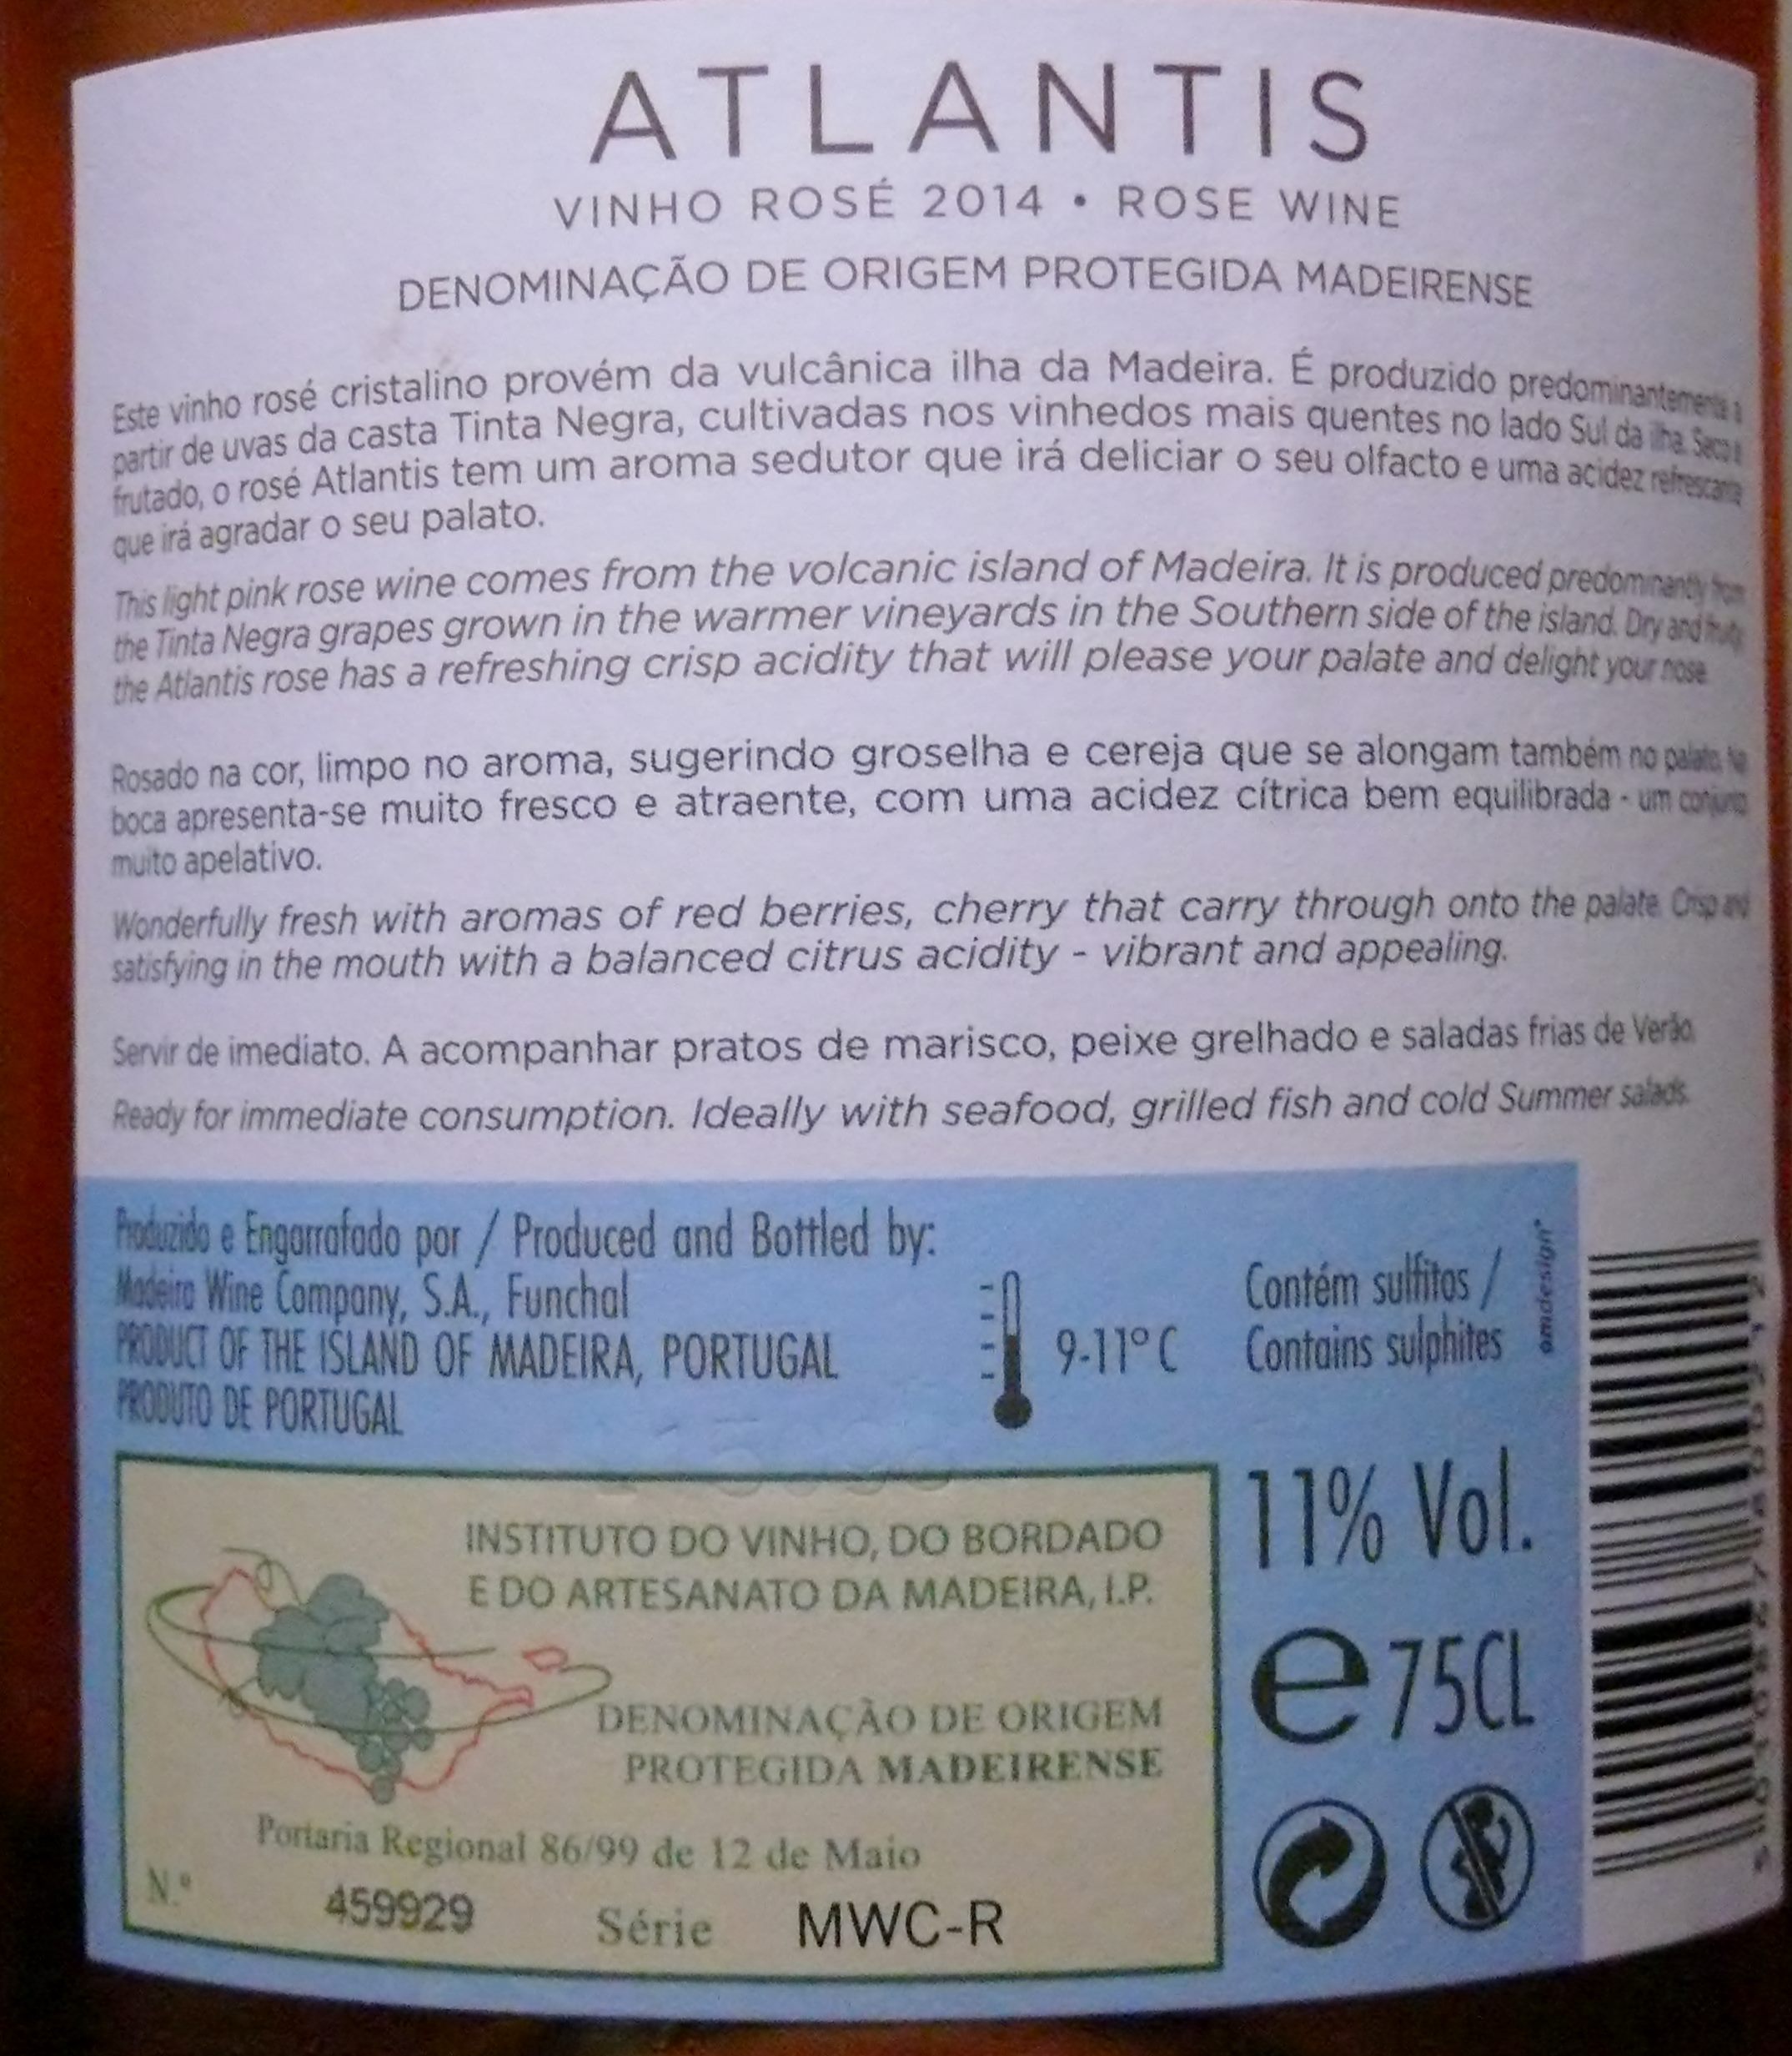 ATLANTIS
VINHO ROSÉ 2014 • ROSE WINE
DENOMINAÇÃO DE ORIGEM PROTEGIDA MADEIRENSE
Este vinho rosé cristalino provém da vulcânica ilha da Madeira. É produzido predominantemente a
partir de uvas da casta Tinta Negra, cultivadas nos vinhedos mais quentes no lado Sul da ilha. Seco e
frutado, o rosé Atlantis tem um aroma sedutor que irá deliciar o seu olfacto e uma acidez refrescante
que irá agradar o seu palato.
This light pink rose wine comes from the volcanic island of Madeira. It is produced predominantly from
the Tinta Negra grapes grown in the warmer vineyards in the Southern side of the island. Dry and fruity
the Atlantis rose has a refreshing crisp acidity that will please your palate and delight your nose.
Rosado na cor, limpo no aroma, sugerindo groselha e cereja que se alongam também no palato. Na
boca apresenta-se muito fresco e atraente, com uma acidez cítrica bem equilibrada - um conjunto
muito apelativo.
Wonderfully fresh with aromas of red berries, cherry that carry through onto the palate. Crisp and
satisfying in the mouth with a balanced citrus acidity - vibrant and appealing.
Servir de imediato. A acompanhar pratos de marisco, peixe grelhado e saladas frias de Verão.
Ready for immediate consumption. Ideally with seafood, grilled fish and cold Summer salads.
Produzido e Engarrafado por / Produced and Bottled by:
Madeira Wine Company, S.A., Funchal
PRODUCT OF THE ISLAND OF MADEIRA, PORTUGAL
PRODUTO DE PORTUGAL
9-11°C
Contém sulfitos /
Contains sulphites
omdesign
11% Vol.
e 75CL
INSTITUTO DO VINHO, DO BORDADO
E DO ARTESANATO DA MADEIRA, I.P.
DENOMINAÇÃO DE ORIGEM
PROTEGIDA MADEIRENSE
Portaria Regional 86/99 de 12 de Maio
N.º 459929 Série MWC-R